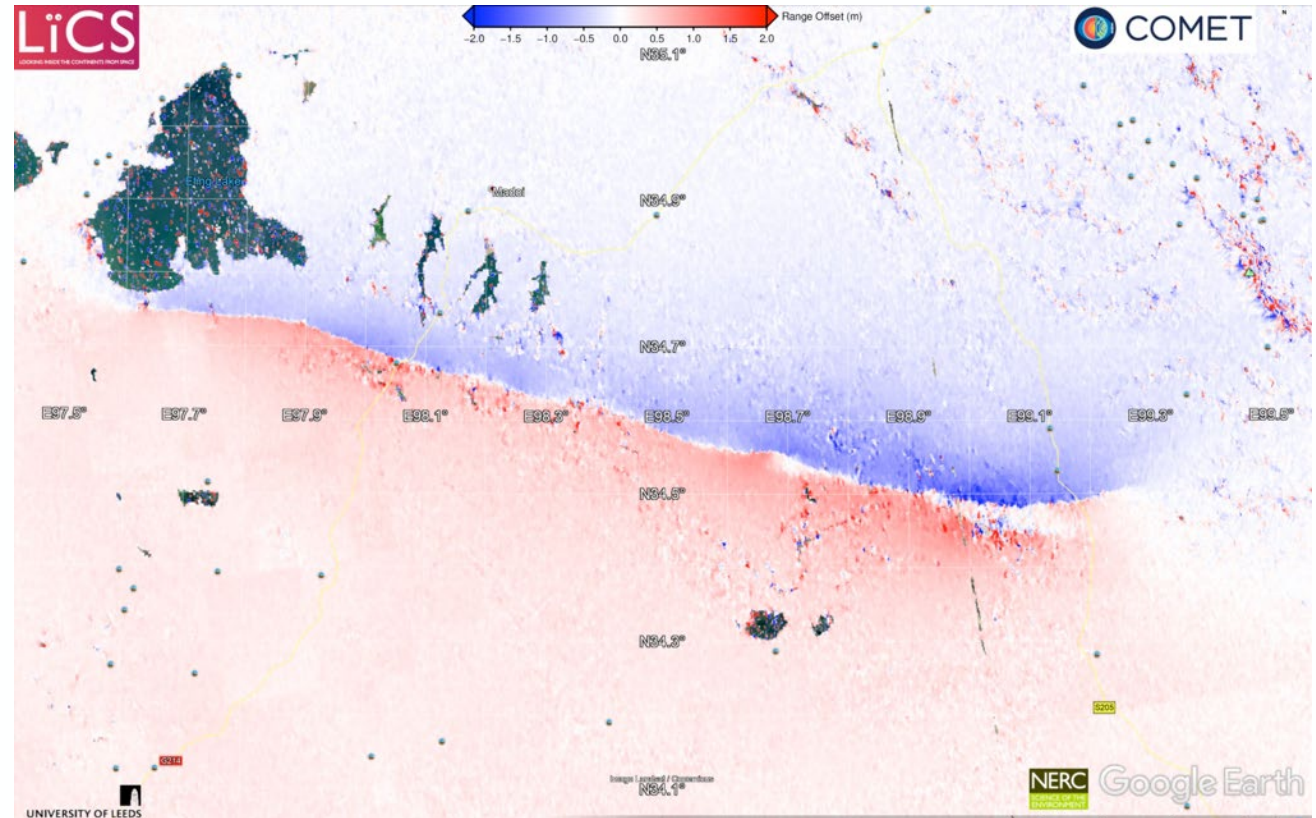 LiCS
LOOKING INSIDE THE CONTINENTS FROM SPACE
Range Offset (m)
−2.0 −1.5 −1.0 −0.5 0.0 0.5 1.0 1.5 2.0
COMET
N35.1°
Madoi
N34.9°
N34.7°
E97.5° E97.7° E97.9° E98.1° E98.3° E98.5° E98.7° E98.9° E99.1° E99.3° E99.5°
N34.5°
N34.3°
S205
G214
Image Landsat / Copernicus
N34.1°
UNIVERSITY OF LEEDS
NERC
SCIENCE OF THE
ENVIRONMENT
Google Earth